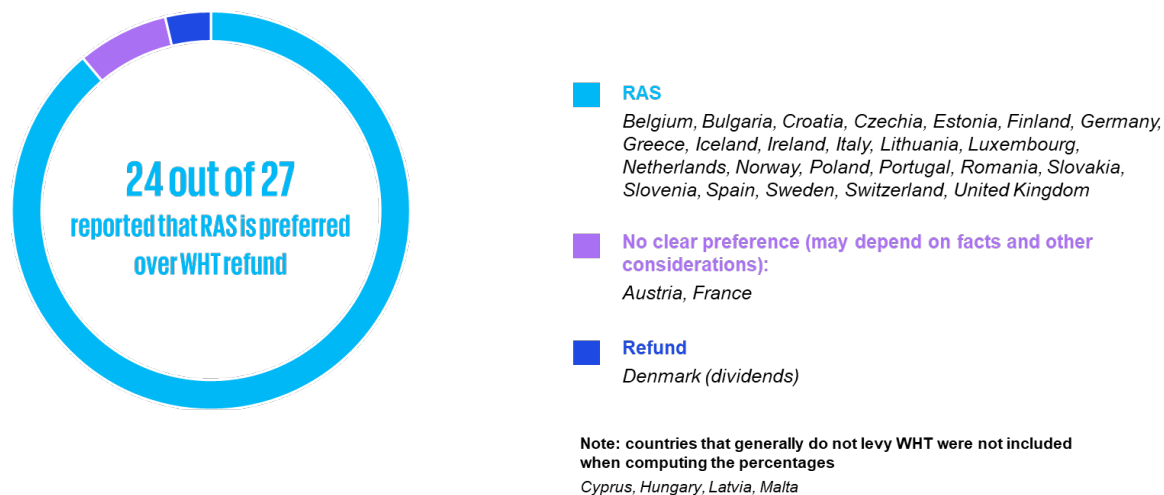 24 out of 27
reported that RAS is preferred
over WHT refund
RAS
Belgium, Bulgaria, Croatia, Czechia, Estonia, Finland, Germany,
Greece, Iceland, Ireland, Italy, Lithuania, Luxembourg,
Netherlands, Norway, Poland, Portugal, Romania, Slovakia,
Slovenia, Spain, Sweden, Switzerland, United Kingdom
No clear preference (may depend on facts and other
considerations):
Austria, France
Refund
Denmark (dividends)
Note: countries that generally do not levy WHT were not included
when computing the percentages
Cyprus, Hungary, Latvia, Malta